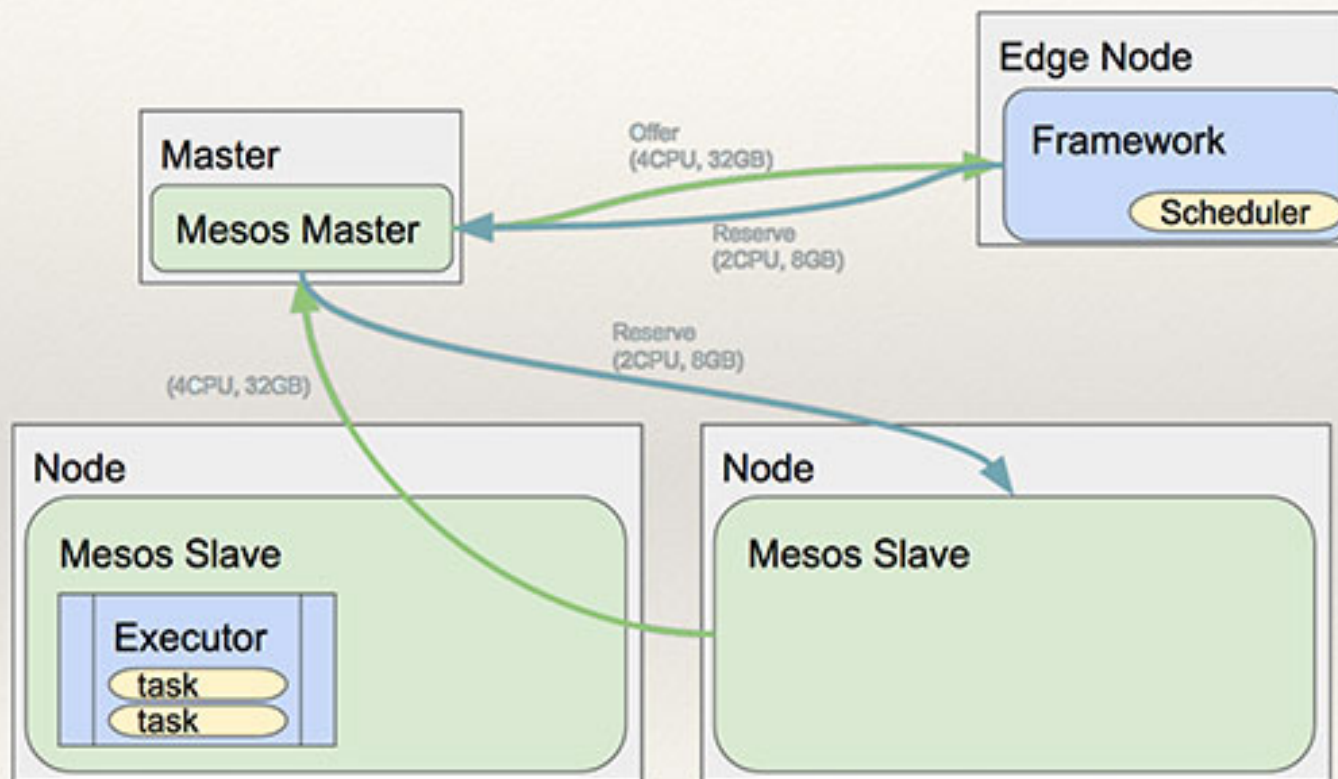 Edge Node
Framework
Scheduler
Master
Mesos Master
Offer
(4CPU, 32GB)
Reserve
(2CPU, 8GB)
Reserve
(2CPU, 8GB)
(4CPU, 32GB)
Node
Mesos Slave
Executor
task
task
Node
Mesos Slave